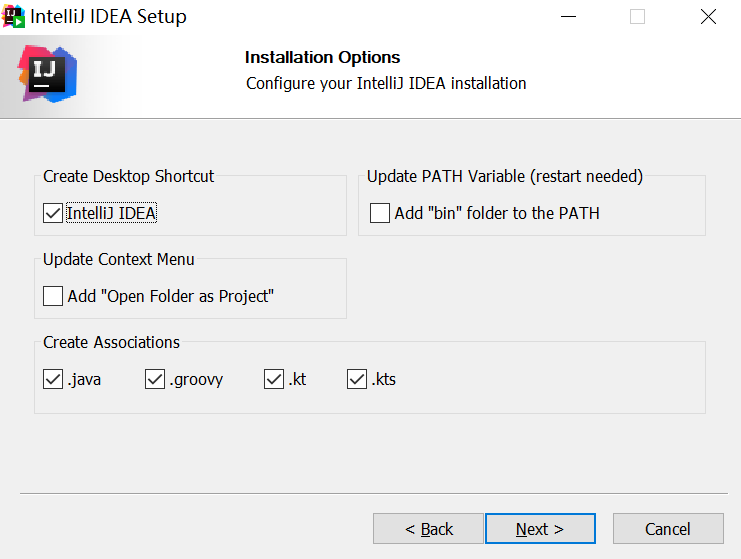 IntelliJ IDEA Setup
IJ
Installation Options
Configure your IntelliJ IDEA installation
Create Desktop Shortcut
IntelliJ IDEA
Update PATH Variable (restart needed)
Add "bin" folder to the PATH
Update Context Menu
Add "Open Folder as Project"
Create Associations
.java .groovy .kt .kts
< Back Next > Cancel